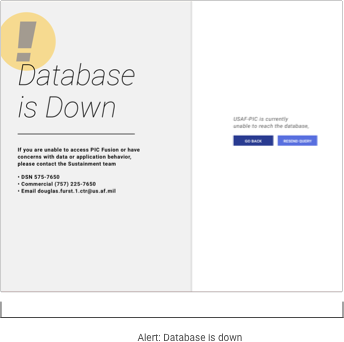 !
Database
is Down
If you are unable to access PIC Fusion or have
concerns with data or application behavior,
please contact the Sustainment team
• DSN 575-7650
• Commercial (757) 225-7650
• Email douglas.furst.1.ctr@us.af.mil
USAF-PIC is currently
unable to reach the database.
GO BACK
RESEND QUERY
Alert: Database is down